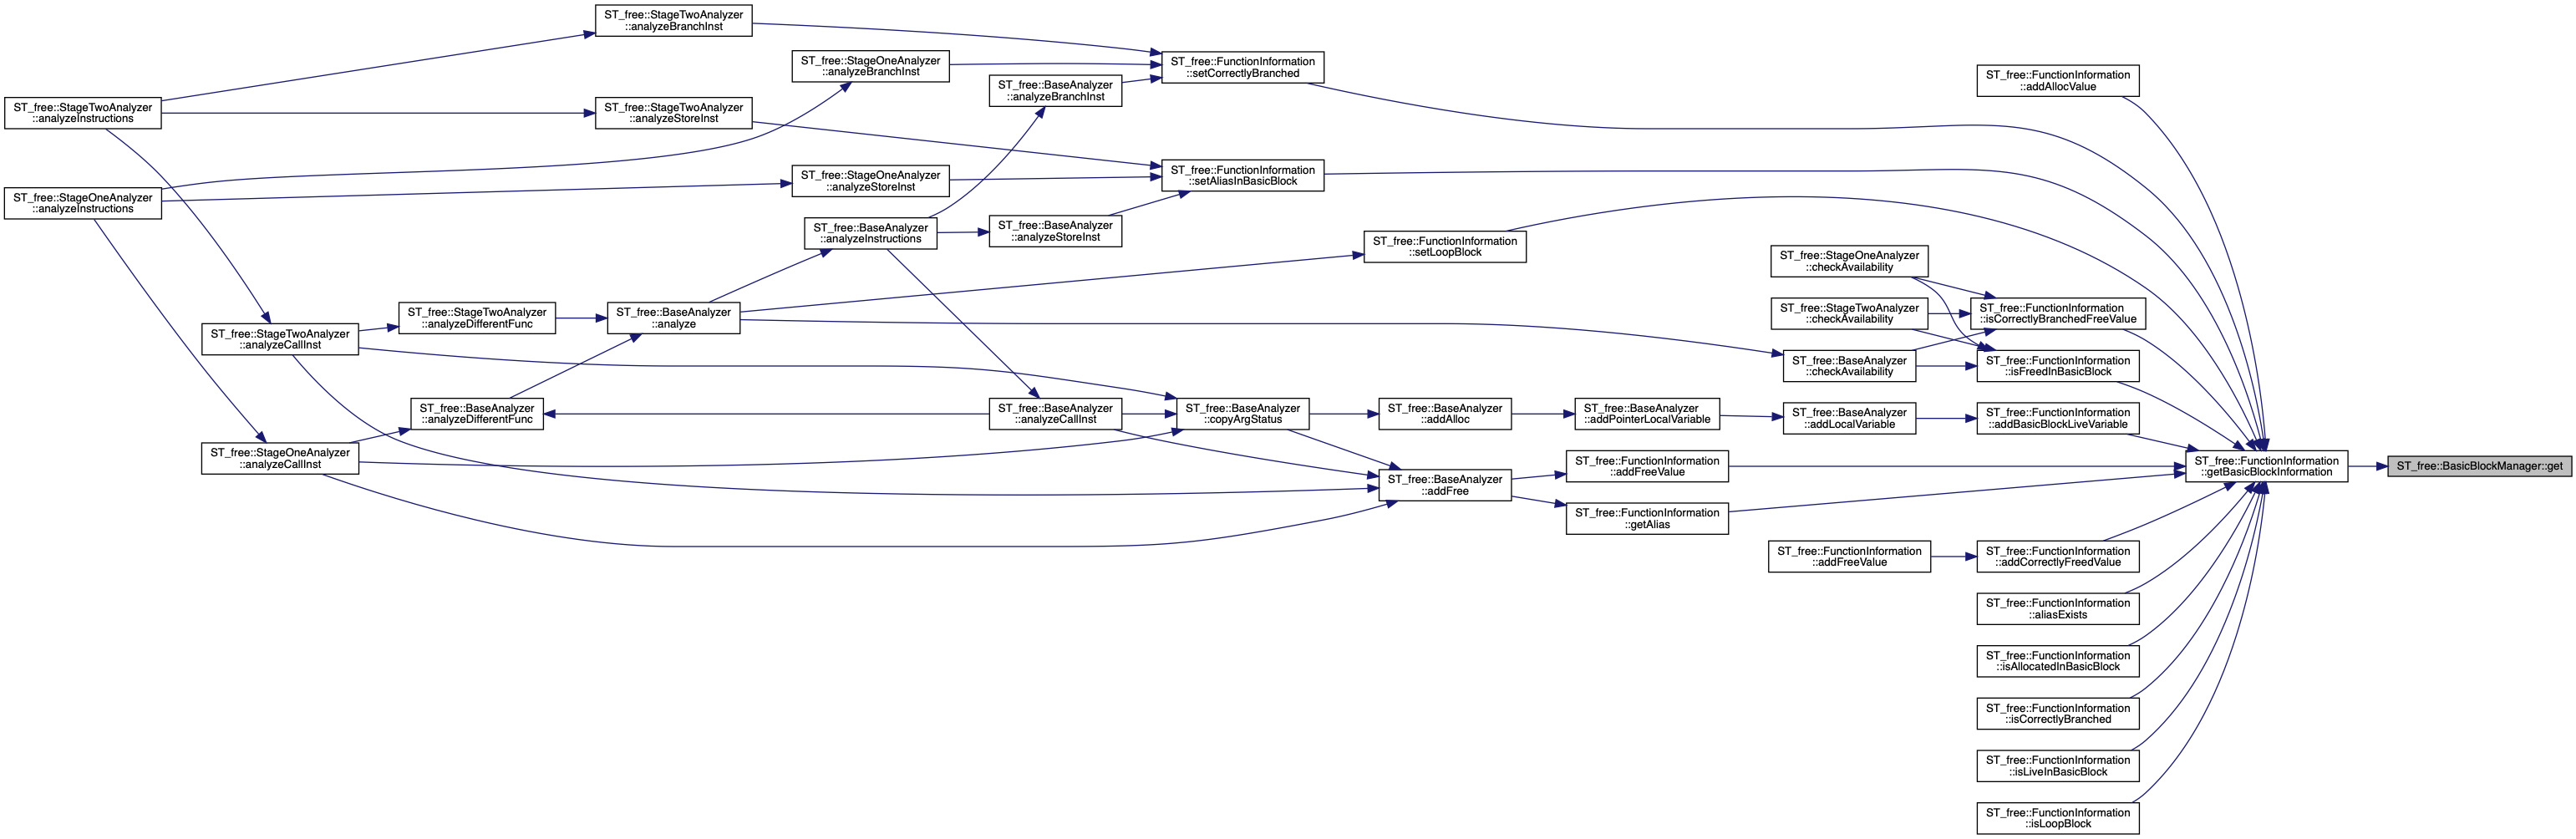 ST_free::StageTwoAnalyzer
::analyzeBranchInst
ST_free::StageOneAnalyzer
::analyzeBranchInst
ST_free::FunctionInformation
::setCorrectlyBranched
ST_free::BaseAnalyzer
::analyzeBranchInst
ST_free::FunctionInformation
::addAllocValue
ST_free::StageTwoAnalyzer
::analyzeInstructions
ST_free::StageTwoAnalyzer
::analyzeStoreInst
ST_free::StageOneAnalyzer
::analyzeStoreInst
ST_free::FunctionInformation
::setAliasInBasicBlock
ST_free::StageOneAnalyzer
::analyzeInstructions
ST_free::BaseAnalyzer
::analyzeInstructions
ST_free::BaseAnalyzer
::analyzeStoreInst
ST_free::FunctionInformation
::setLoopBlock
ST_free::StageOneAnalyzer
::checkAvailability
ST_free::StageTwoAnalyzer
::checkAvailability
ST_free::FunctionInformation
::isCorrectlyBranchedFreeValue
ST_free::StageTwoAnalyzer
::analyzeCallInst
ST_free::StageTwoAnalyzer
::analyzeDifferentFunc
ST_free::BaseAnalyzer
::analyze
ST_free::BaseAnalyzer
::checkAvailability
ST_free::FunctionInformation
::isFreedInBasicBlock
ST_free::BaseAnalyzer
::analyzeDifferentFunc
ST_free::BaseAnalyzer
::analyzeCallInst
ST_free::BaseAnalyzer
::copyArgStatus
ST_free::BaseAnalyzer
::addAlloc
ST_free::BaseAnalyzer
::addPointerLocalVariable
ST_free::BaseAnalyzer
::addLocalVariable
ST_free::FunctionInformation
::addBasicBlockLiveVariable
ST_free::StageOneAnalyzer
::analyzeCallInst
ST_free::BaseAnalyzer
::addFree
ST_free::FunctionInformation
::addFreeValue
ST_free::FunctionInformation
::getBasicBlockInformation
ST_free::BasicBlockManager::get
ST_free::FunctionInformation
::getAlias
ST_free::FunctionInformation
::addFreeValue
ST_free::FunctionInformation
::addCorrectlyFreedValue
ST_free::FunctionInformation
::aliasExists
ST_free::FunctionInformation
::isAllocatedInBasicBlock
ST_free::FunctionInformation
::isCorrectlyBranched
ST_free::FunctionInformation
::isLiveInBasicBlock
ST_free::FunctionInformation
::isLoopBlock